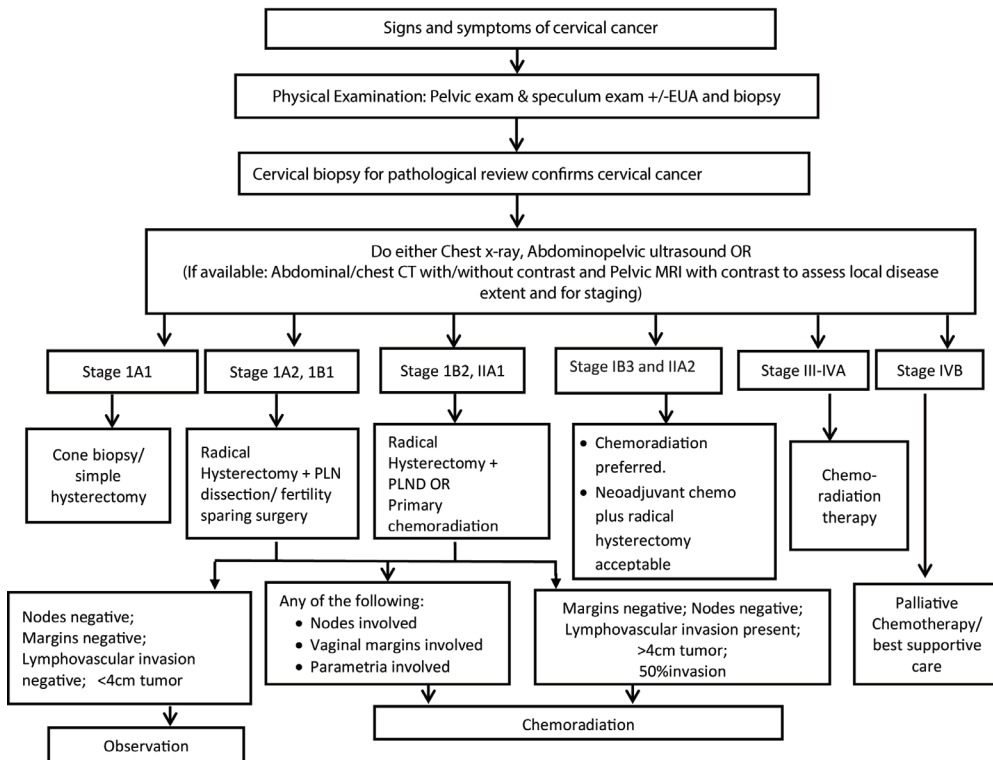 Signs and symptoms of cervical cancer
Physical Examination: Pelvic exam & speculum exam +/-EUA and biopsy
Cervical biopsy for pathological review confirms cervical cancer
Do either Chest x-ray, Abdominopelvic ultrasound OR
(If available: Abdominal/chest CT with/without contrast and Pelvic MRI with contrast to assess local disease
extent and for staging)
Stage 1A1
Stage 1A2, 1B1
Stage 1B2, IIA1
Stage IB3 and IIA2
Stage III-IVA
Stage IVB
Cone biopsy/
simple
hysterectomy
Radical
Hysterectomy + PLN
dissection/ fertility
sparing surgery
Radical
Hysterectomy +
PLND OR
Primary
chemoradiation
• Chemoradiation
preferred.
• Neoadjuvant chemo
plus radical
hysterectomy
acceptable
Chemo-
radiation
therapy
Nodes negative;
Margins negative;
Lymphovascular invasion
negative; <4cm tumor
Any of the following:
• Nodes involved
• Vaginal margins involved
• Parametria involved
Margins negative; Nodes negative;
Lymphovascular invasion present;
>4cm tumor;
50%invasion
Palliative
Chemotherapy/
best supportive
care
Observation
Chemoradiation